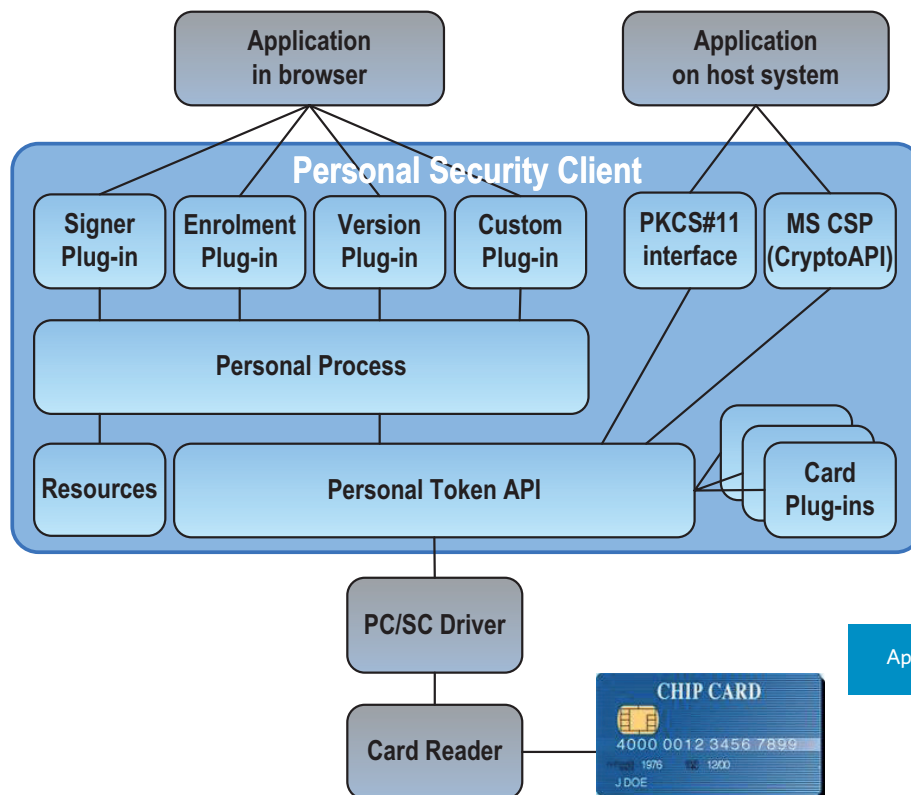 Application
in browser
Application
on host system
Personal Security Client
Signer
Plug-in
Enrolment
Plug-in
Version
Plug-in
Custom
Plug-in
PKCS#11
interface
MS CSP
(CryptoAPI)
Personal Process
Resources
Personal Token API
Card
Plug-ins
PC/SC Driver
Ap
Card Reader
CHIP CARD
4000 0012 3456 7899
1976 12/00
J DOE